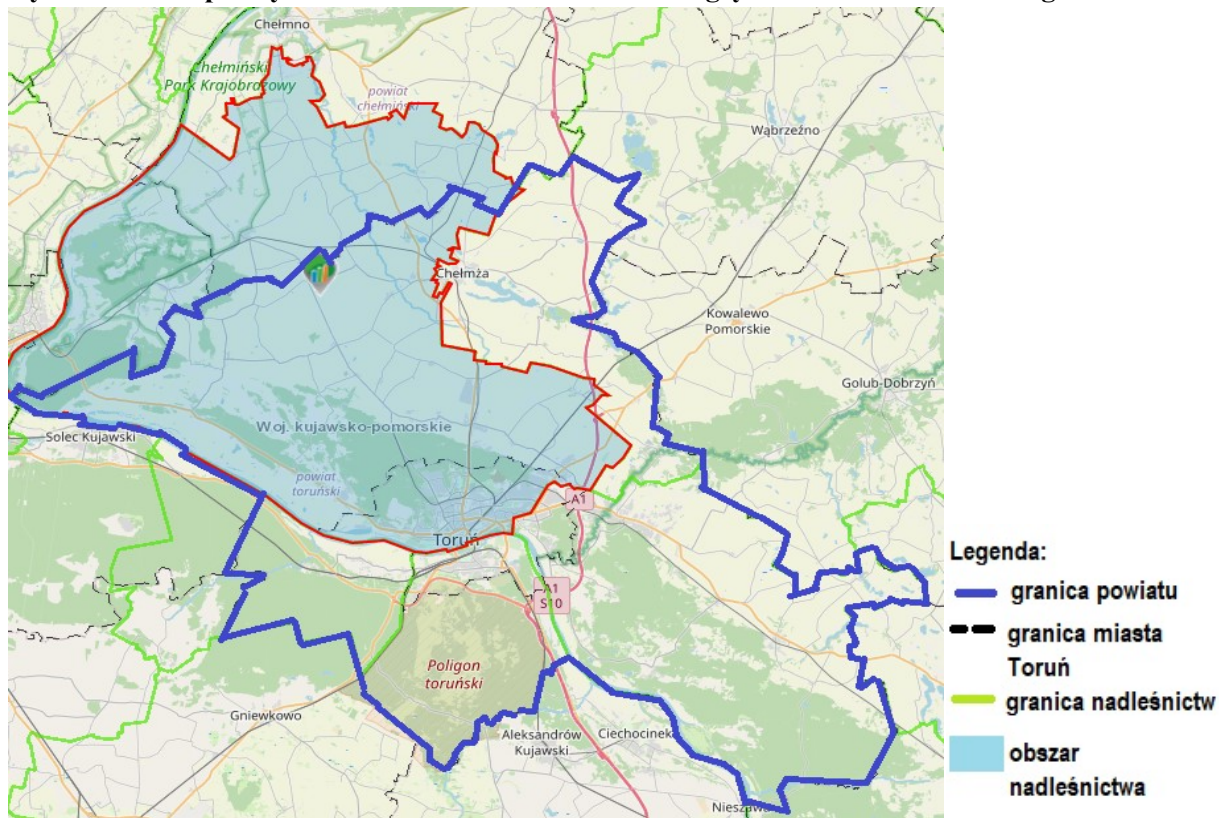 Chełmno
Chełmiński
Park Krajobrazowy
powiat
chełmiński
Wąbrzeźno
Chełmża
Kowalewo
Pomorskie
Golub-Dobrzyń
Woj. kujawsko-pomorskie
Solec Kujawski
powiat
toruński
A1
Toruń
A1
S10
Poligon
toruński
Gniewkowo
Aleksandrów
Kujawski
Ciechocinek
Nieszawa
Legenda:
granica powiatu
granica miasta
Toruń
granica nadleśnictw
obszar
nadleśnictwa